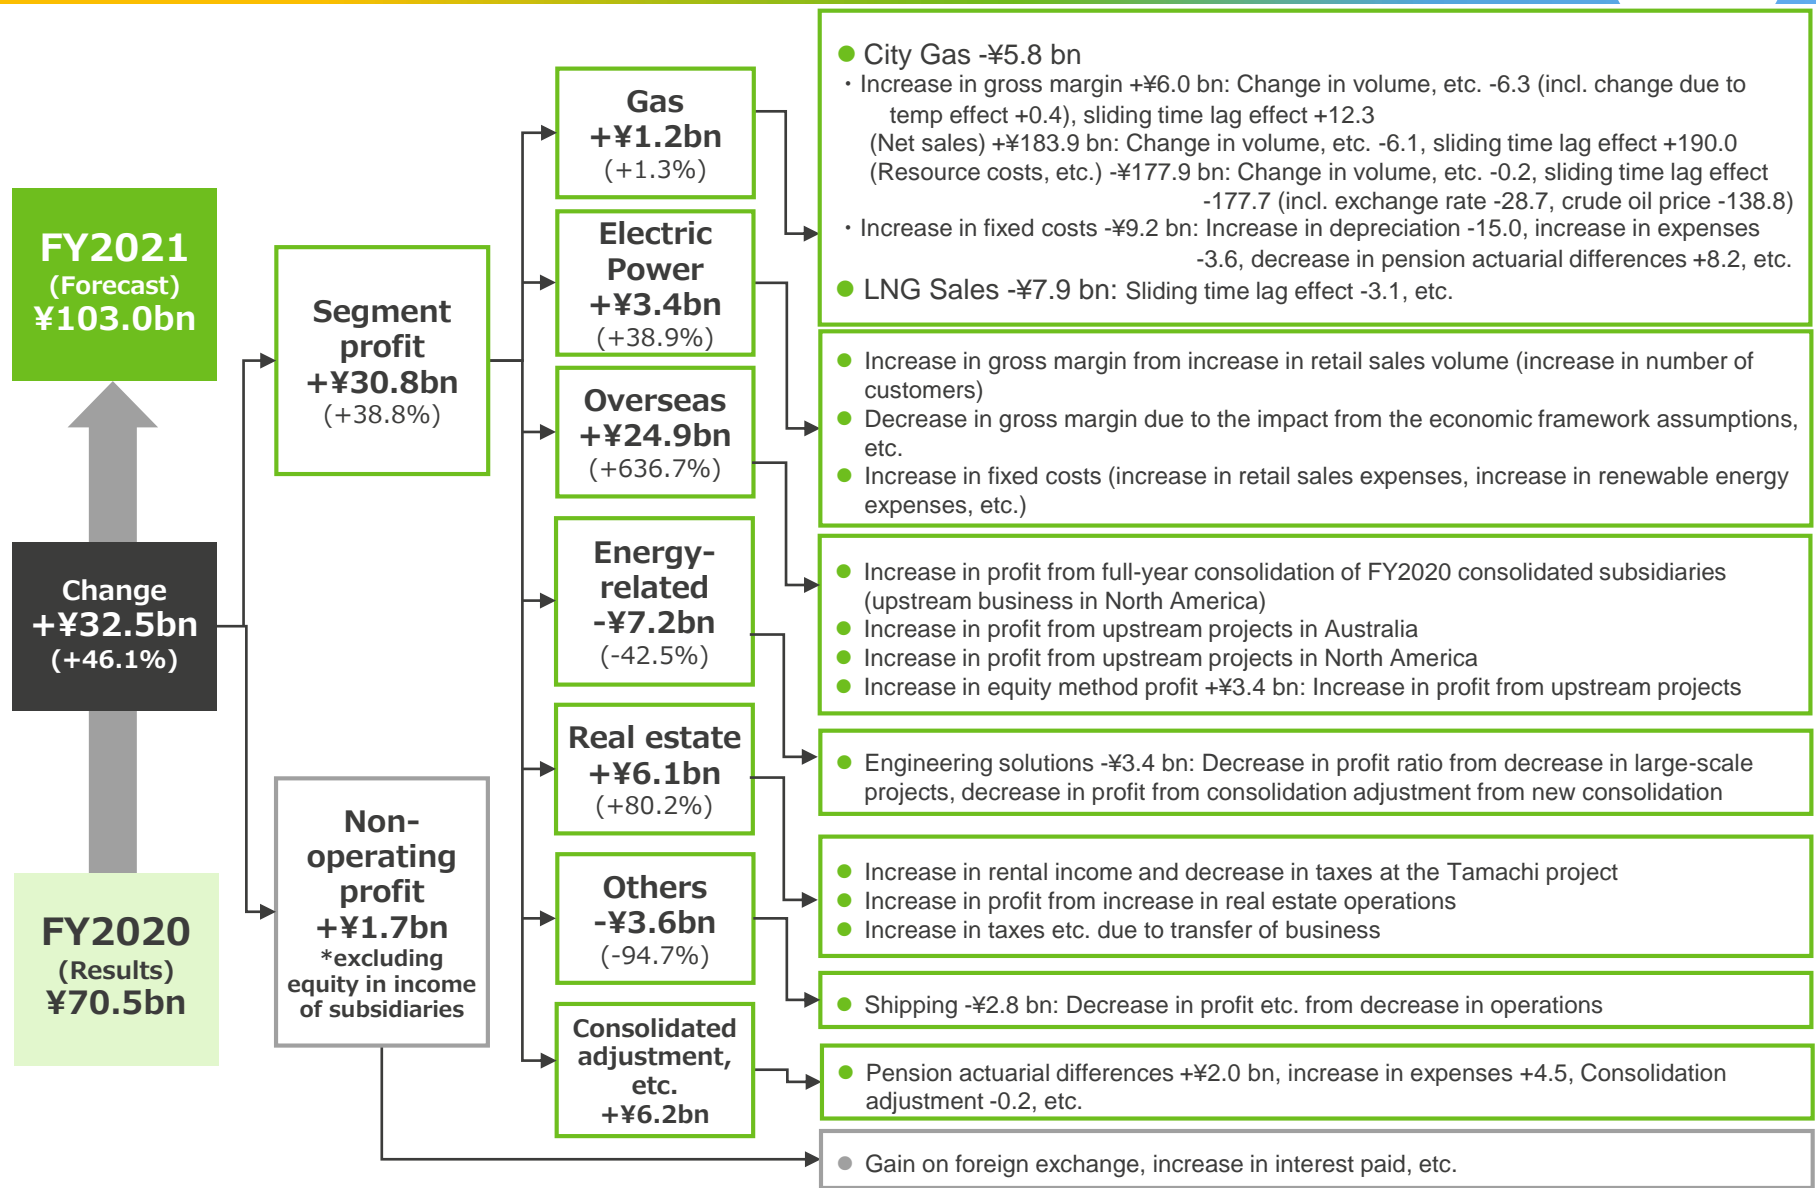 FY2021
(Forecast)
¥103.0bn
Change
+¥32.5bn
(+46.1%)
FY2020
(Results)
¥70.5bn
Segment
profit
+¥30.8bn
(+38.8%)
Non-
operating
profit
+¥1.7bn
*excluding
equity in income
of subsidiaries
Gas
+¥1.2bn
(+1.3%)
Electric
Power
+¥3.4bn
(+38.9%)
Overseas
+¥24.9bn
(+636.7%)
Energy-
related
-¥7.2bn
(-42.5%)
Real estate
+¥6.1bn
(+80.2%)
Others
-¥3.6bn
(-94.7%)
Consolidated
adjustment,
etc.
+¥6.2bn
● City Gas -¥5.8 bn
・Increase in gross margin +¥6.0 bn: Change in volume, etc. -6.3 (incl. change due to
temp effect +0.4), sliding time lag effect +12.3
(Net sales) +¥183.9 bn: Change in volume, etc. -6.1, sliding time lag effect +190.0
(Resource costs, etc.) -¥177.9 bn: Change in volume, etc. -0.2, sliding time lag effect
-177.7 (incl. exchange rate -28.7, crude oil price -138.8)
・Increase in fixed costs -¥9.2 bn: Increase in depreciation -15.0, increase in expenses
-3.6, decrease in pension actuarial differences +8.2, etc.
● LNG Sales -¥7.9 bn: Sliding time lag effect -3.1, etc.
● Increase in gross margin from increase in retail sales volume (increase in number of
customers)
● Decrease in gross margin due to the impact from the economic framework assumptions,
etc.
● Increase in fixed costs (increase in retail sales expenses, increase in renewable energy
expenses, etc.)
● Increase in profit from full-year consolidation of FY2020 consolidated subsidiaries
(upstream business in North America)
● Increase in profit from upstream projects in Australia
● Increase in profit from upstream projects in North America
● Increase in equity method profit +¥3.4 bn: Increase in profit from upstream projects
● Engineering solutions -¥3.4 bn: Decrease in profit ratio from decrease in large-scale
projects, decrease in profit from consolidation adjustment from new consolidation
● Increase in rental income and decrease in taxes at the Tamachi project
● Increase in profit from increase in real estate operations
● Increase in taxes etc. due to transfer of business
● Shipping -¥2.8 bn: Decrease in profit etc. from decrease in operations
● Pension actuarial differences +¥2.0 bn, increase in expenses +4.5, Consolidation
adjustment -0.2, etc.
● Gain on foreign exchange, increase in interest paid, etc.